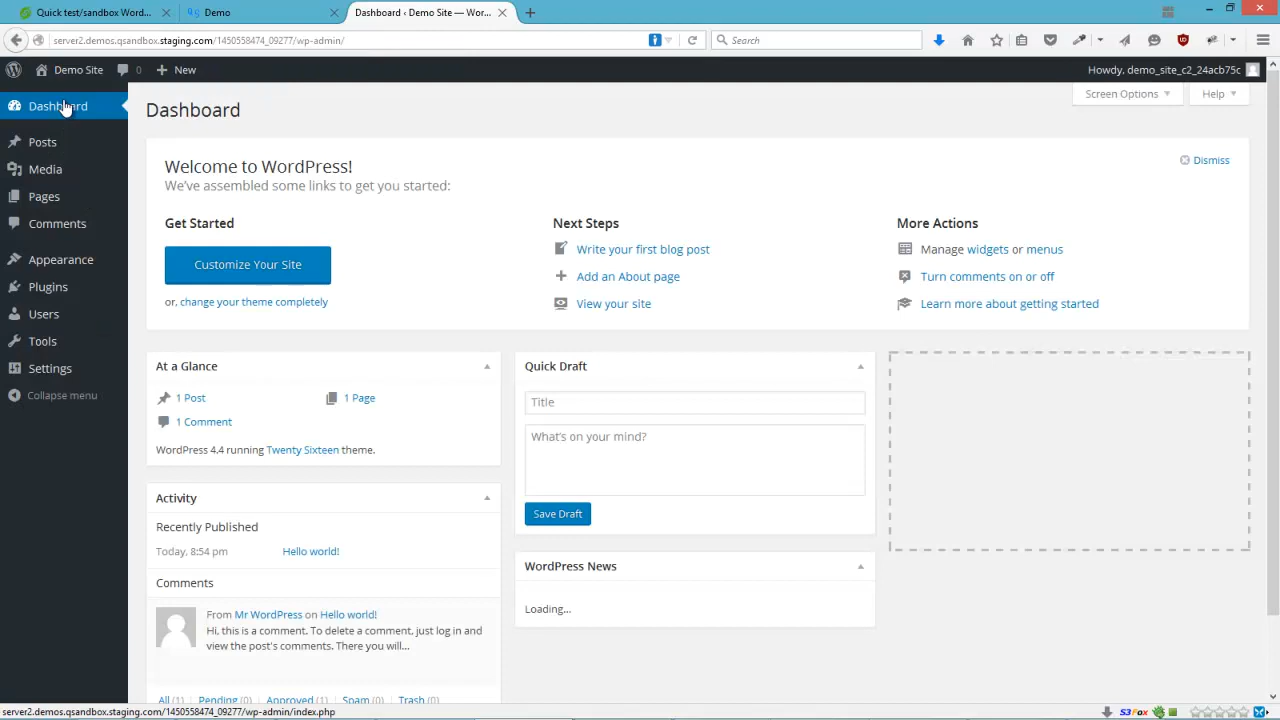 Quick test/sandbox WordP...
Demo
Dashboard ‹ Demo Site — Wor...
server2.demos.qsandbox.staging.com/1450558474_09277/wp-admin/
Search
Demo Site
0
New
Howdy, demo_site_c2_24acb75c
Dashboard
Posts
Media
Pages
Comments
Appearance
Plugins
Users
Tools
Settings
Collapse menu
Dashboard
Screen Options
Help
Welcome to WordPress!
We've assembled some links to get you started:
Dismiss
Get Started
Customize Your Site
or, change your theme completely
Next Steps
Write your first blog post
Add an About page
View your site
More Actions
Manage widgets or menus
Turn comments on or off
Learn more about getting started
At a Glance
1 Post
1 Page
1 Comment
WordPress 4.4 running Twenty Sixteen theme.
Activity
Recently Published
Today, 8:54 pm
Hello world!
Comments
From Mr WordPress on Hello world!
Hi, this is a comment. To delete a comment, just log in and
view the post's comments. There you will...
All (1)
Pending (0)
Approved (1)
Spam (0)
Trash (0)
Quick Draft
Title
What's on your mind?
Save Draft
WordPress News
Loading...
server2.demos.qsandbox.staging.com/1450558474_09277/wp-admin/index.php
S3Fox